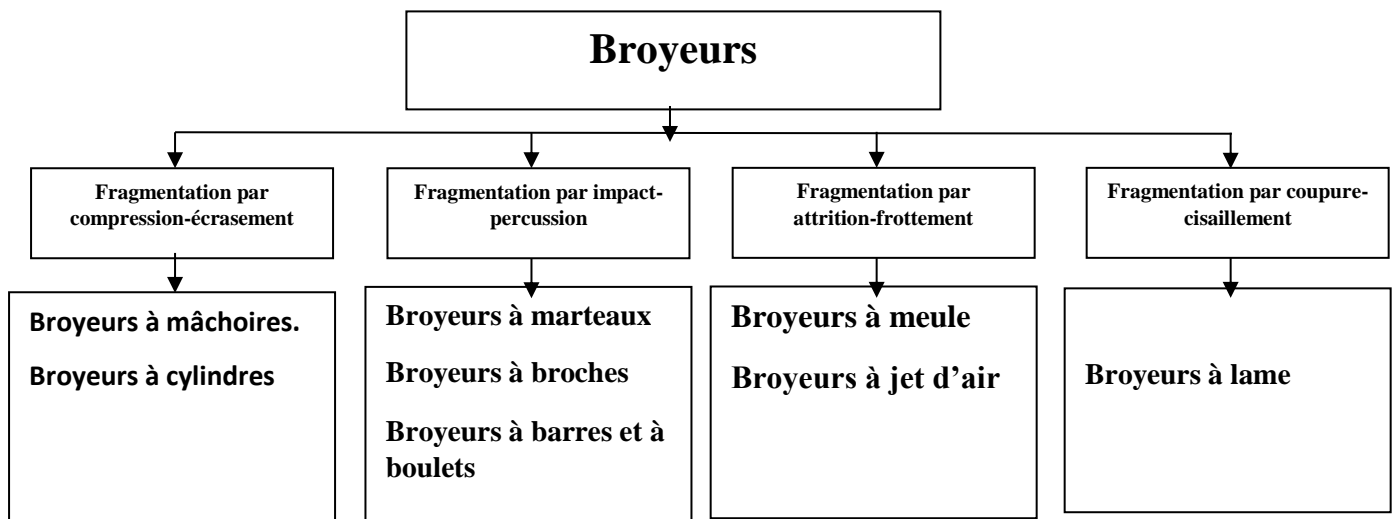 Broyeurs
Fragmentation par
compression-écrasement
Fragmentation par impact-
percussion
Fragmentation par
attrition-frottement
Fragmentation par coupure-
cisaillement
Broyeurs à mâchoires.
Broyeurs à cylindres
Broyeurs à marteaux
Broyeurs à broches
Broyeurs à barres et à
boulets
Broyeurs à meule
Broyeurs à jet d’air
Broyeurs à lame